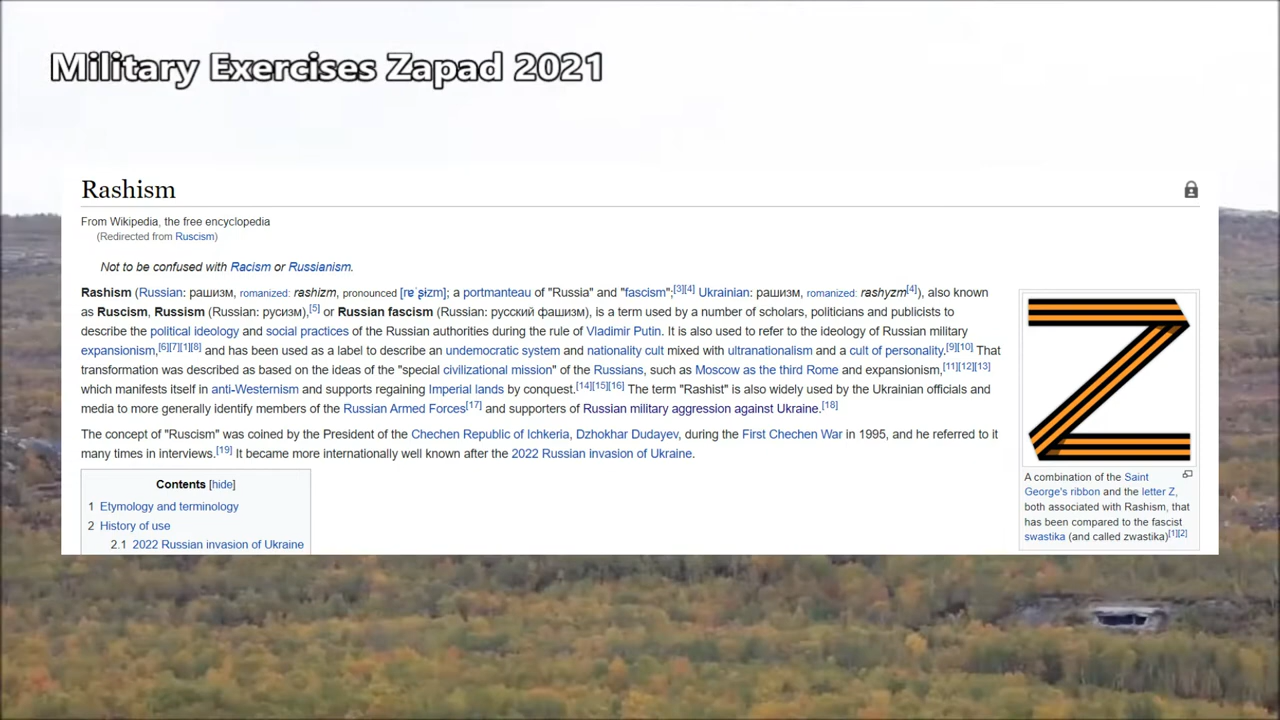 Military Exercises Zapad 2021
Rashism
From Wikipedia, the free encyclopedia
(Redirected from Ruscism)
Not to be confused with Racism or Russianism.
Rashism (Russian: рашизм, romanized: rashizm, pronounced [rɐˈʂɨzm]; a portmanteau of "Russia" and "fascism";[3][4] Ukrainian: рашизм, romanized: rashyzm[4]), also known
as Ruscism, Russism (Russian: русизм),[5] or Russian fascism (Russian: русский фашизм), is a term used by a number of scholars, politicians and publicists to
describe the political ideology and social practices of the Russian authorities during the rule of Vladimir Putin. It is also used to refer to the ideology of Russian military
expansionism,[6][7][1][8] and has been used as a label to describe an undemocratic system and nationality cult mixed with ultranationalism and a cult of personality.[9][10] That
transformation was described as based on the ideas of the "special civilizational mission" of the Russians, such as Moscow as the third Rome and expansionism,[11][12][13]
which manifests itself in anti-Westernism and supports regaining Imperial lands by conquest.[14][15][16] The term "Rashist" is also widely used by the Ukrainian officials and
media to more generally identify members of the Russian Armed Forces[17] and supporters of Russian military aggression against Ukraine.[18]
The concept of "Ruscism" was coined by the President of the Chechen Republic of Ichkeria, Dzhokhar Dudayev, during the First Chechen War in 1995, and he referred to it
many times in interviews.[19] It became more internationally well known after the 2022 Russian invasion of Ukraine.
Contents [hide]
1 Etymology and terminology
2 History of use
2.1 2022 Russian invasion of Ukraine
Z
A combination of the Saint
George's ribbon and the letter Z,
both associated with Rashism, that
has been compared to the fascist
swastika (and called zwastika)[1][2]